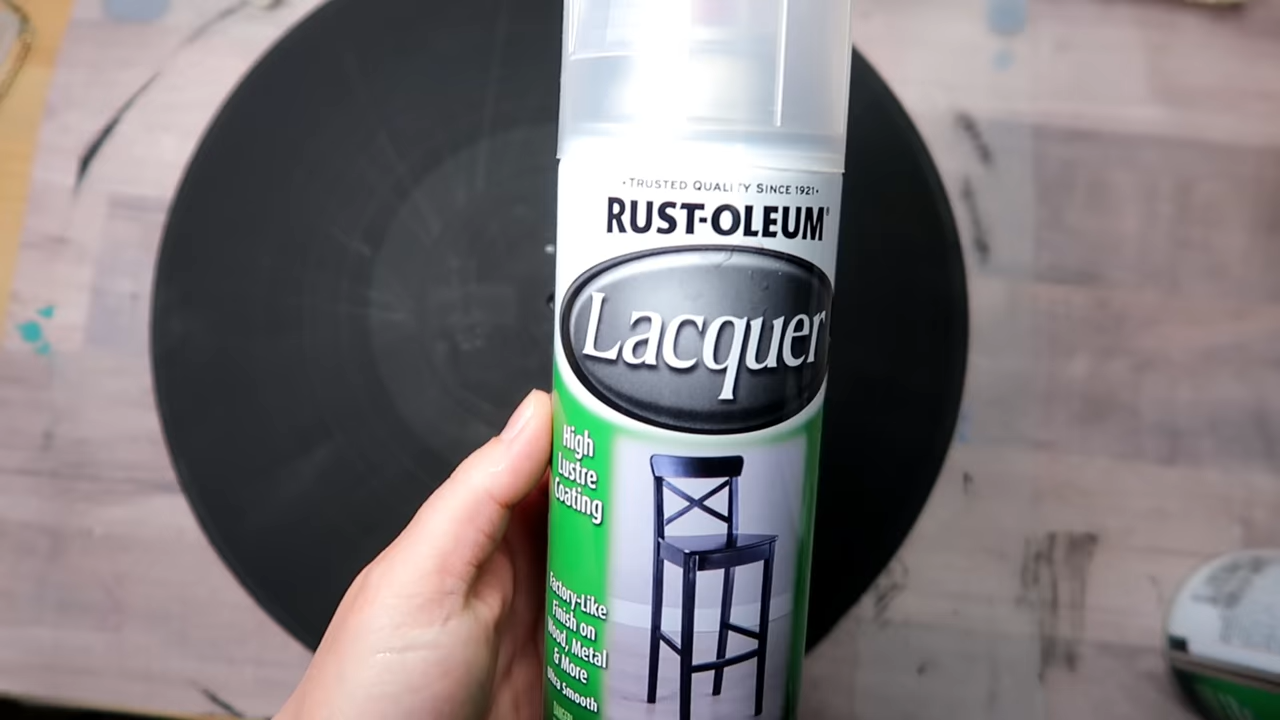 ·TRUSTED QUALITY SINCE 1921·
RUST-OLEUM®
Lacquer
High
Lustre
Coating
Factory-Like
Finish on
Wood, Metal
& More
Ultra Smooth